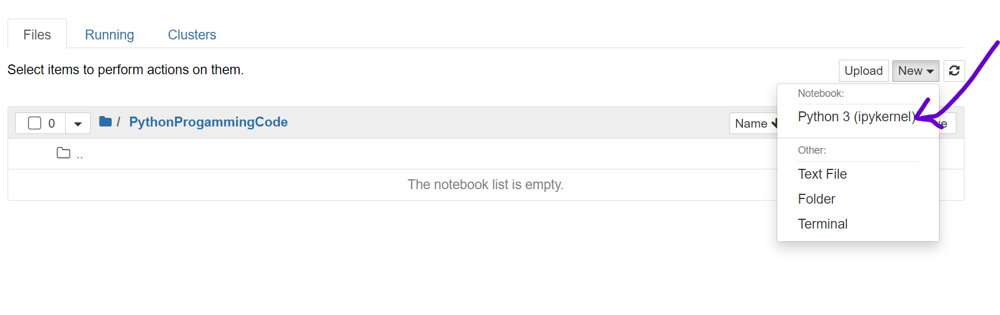 Files Running Clusters
Select items to perform actions on them.
Upload New
Notebook:
Python 3 (ipykernel)
0 / PythonProgammingCode Name
Other:
..
Text File
The notebook list is empty.
Folder
Terminal